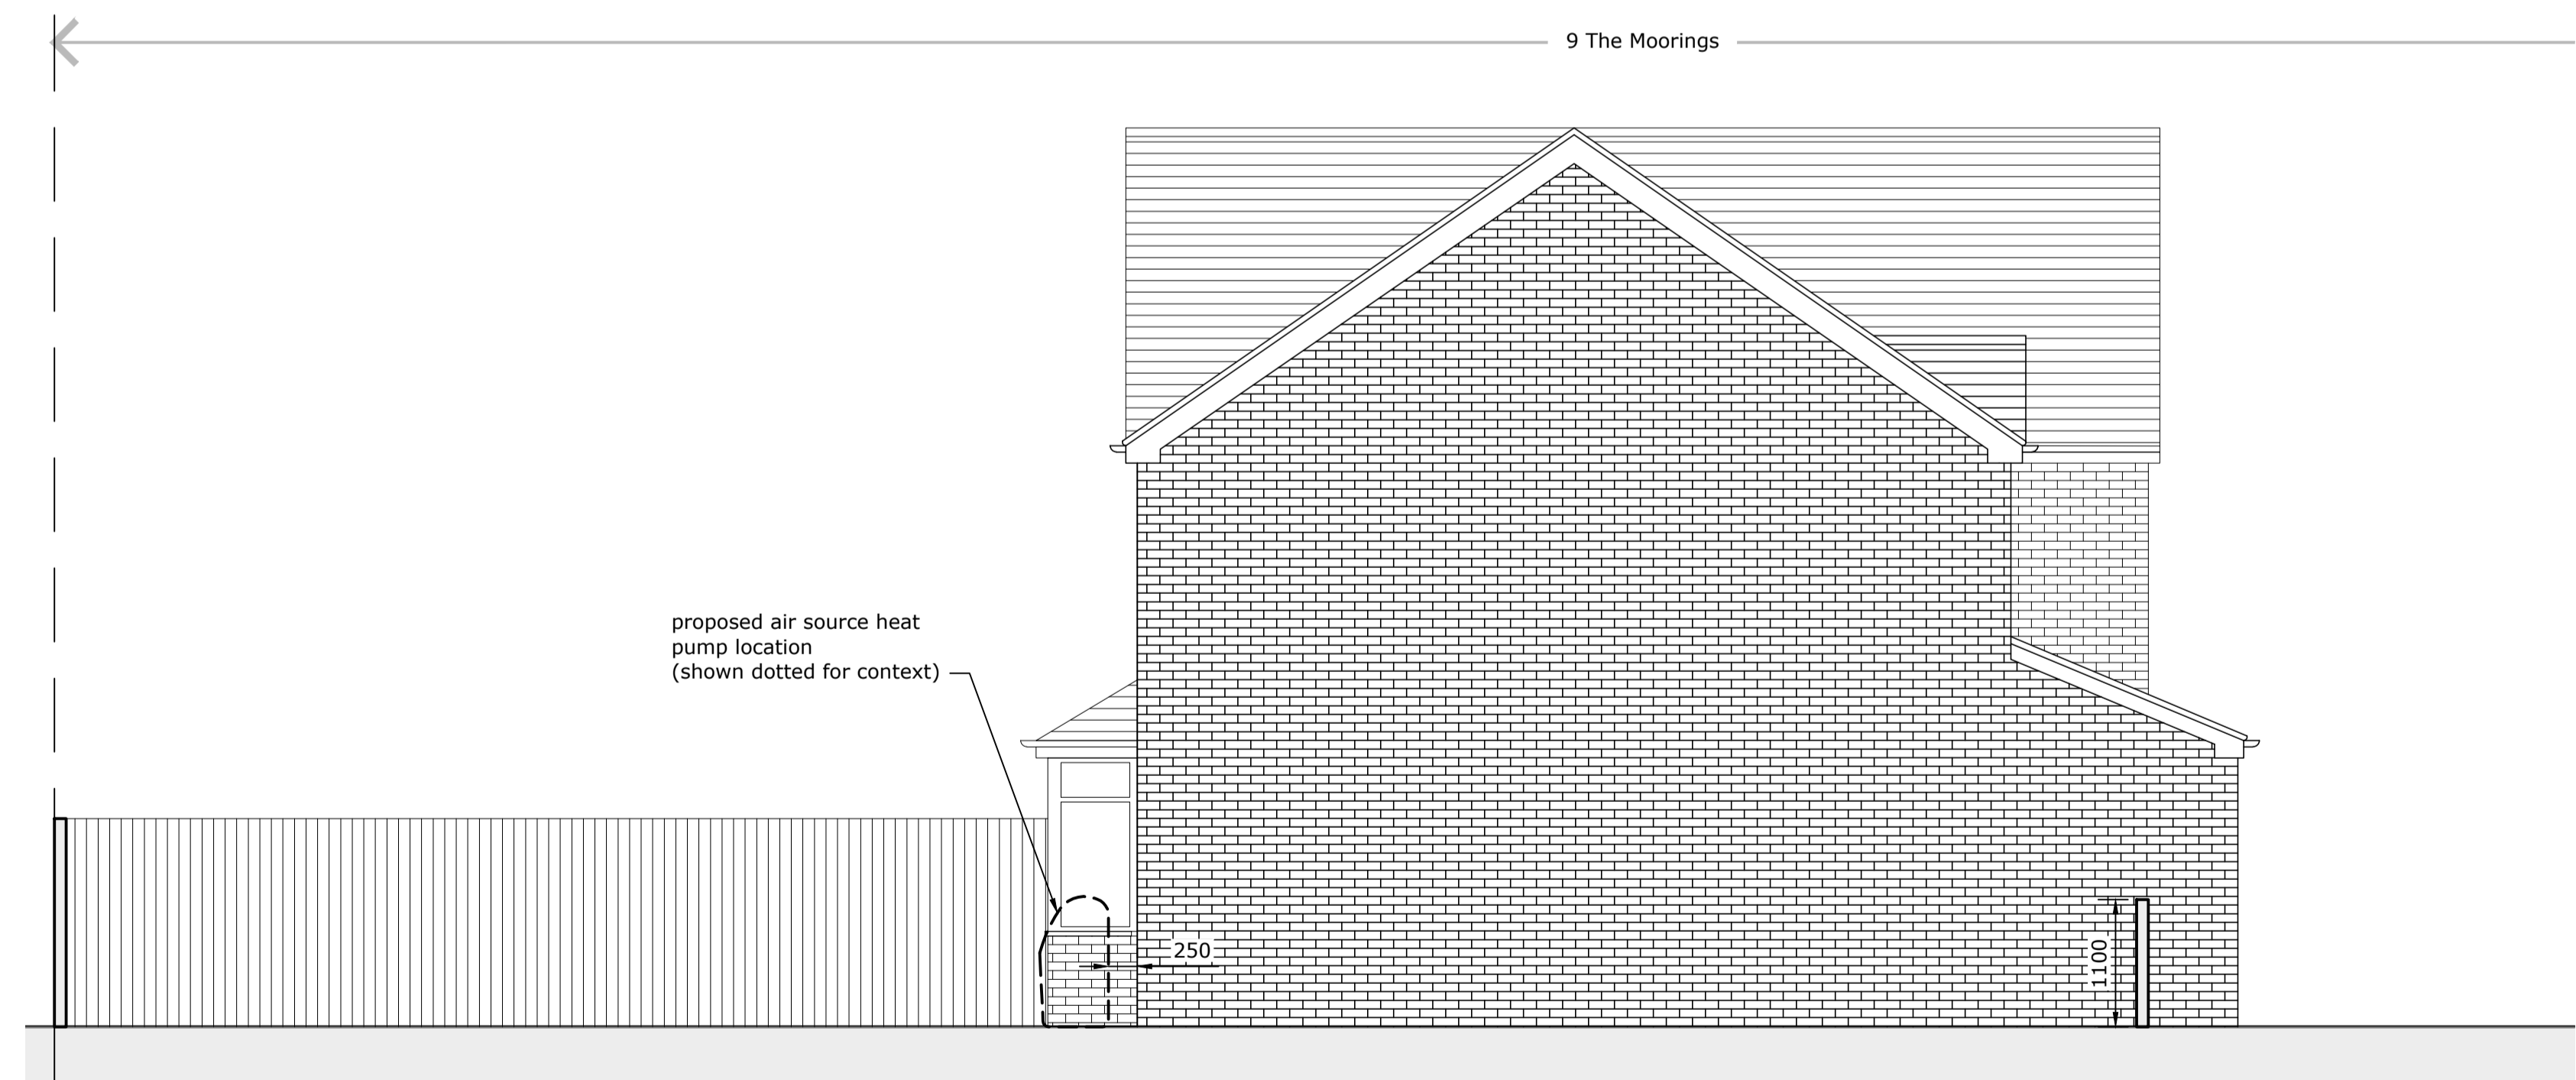 9 The Moorings
proposed air source heat
pump location
(shown dotted for context)
250
1100